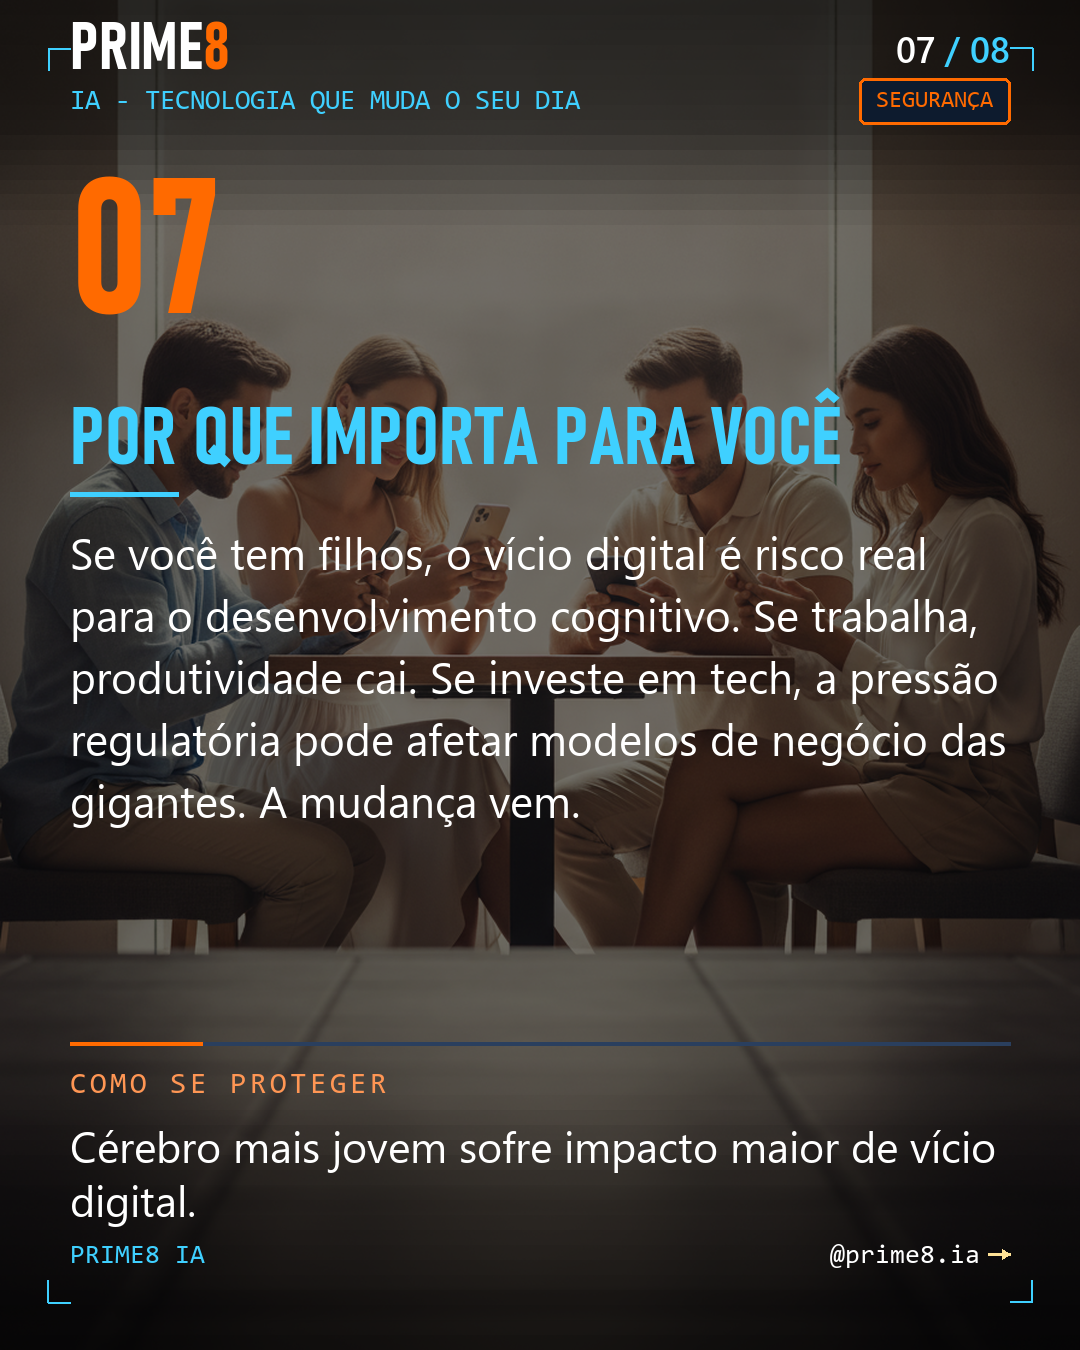 PRIME8
07 / 08
IA - TECNOLOGIA QUE MUDA O SEU DIA
SEGURANÇA
07
POR QUE IMPORTA PARA VOCÊ
Se você tem filhos, o vício digital é risco real
para o desenvolvimento cognitivo. Se trabalha,
produtividade cai. Se investe em tech, a pressão
regulatória pode afetar modelos de negócio das
gigantes. A mudança vem.
COMO SE PROTEGER
Cérebro mais jovem sofre impacto maior de vício
digital.
PRIME8 IA
@prime8.ia